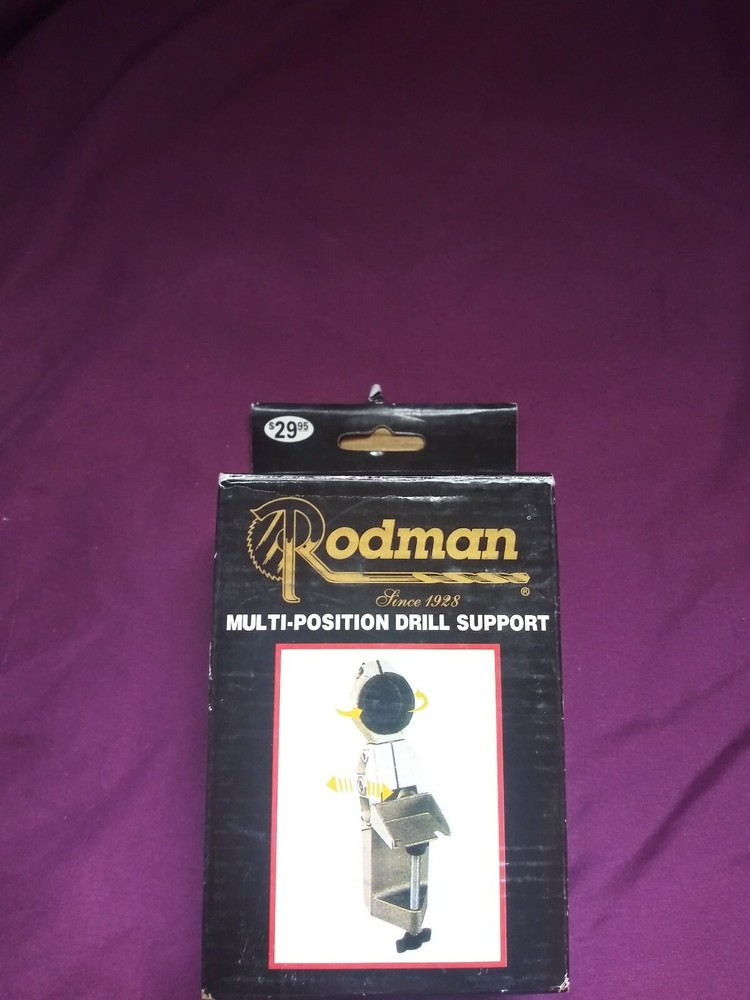 $29.95
Rodman
®
Since 1928
MULTI-POSITION DRILL SUPPORT